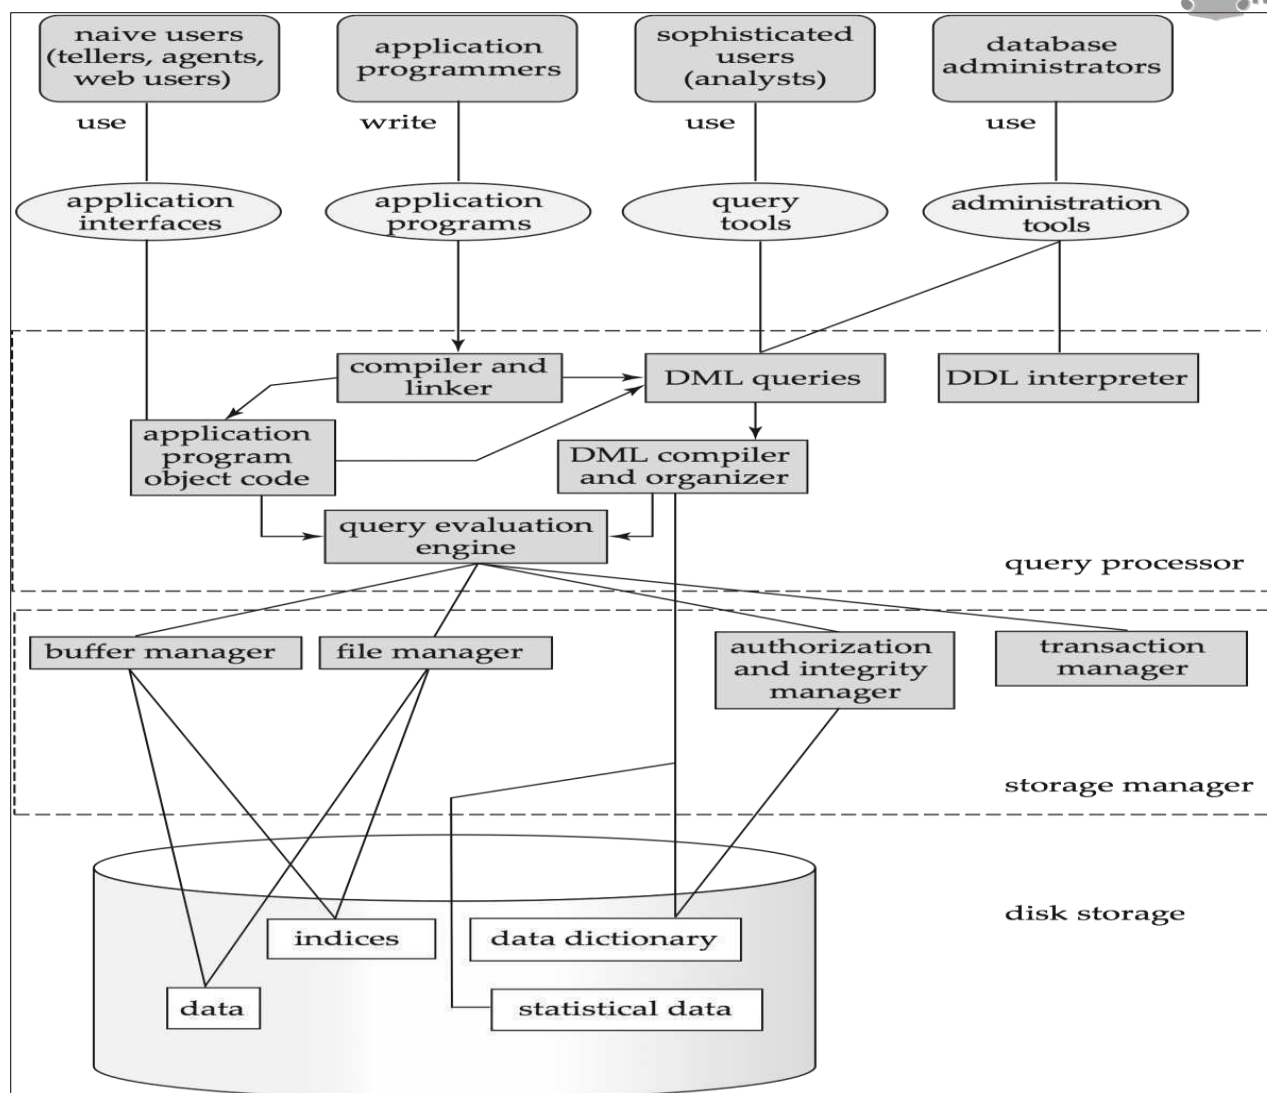 naive users
(tellers, agents,
web users)
application
programmers
sophisticated
users
(analysts)
database
administrators
use
write
use
use
application
interfaces
application
programs
query
tools
administration
tools
compiler and
linker
DML queries
DDL interpreter
application
program
object code
DML compiler
and organizer
query evaluation
engine
query processor
buffer manager
file manager
authorization
and integrity
manager
transaction
manager
storage manager
disk storage
indices
data dictionary
data
statistical data